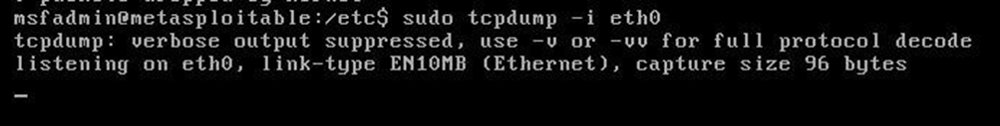 msfadmin@metasploitable:/etc$ sudo tcpdump -i eth0
tcpdump: verbose output suppressed, use -v or -vv for full protocol decode
listening on eth0, link-type EN10MB (Ethernet), capture size 96 bytes